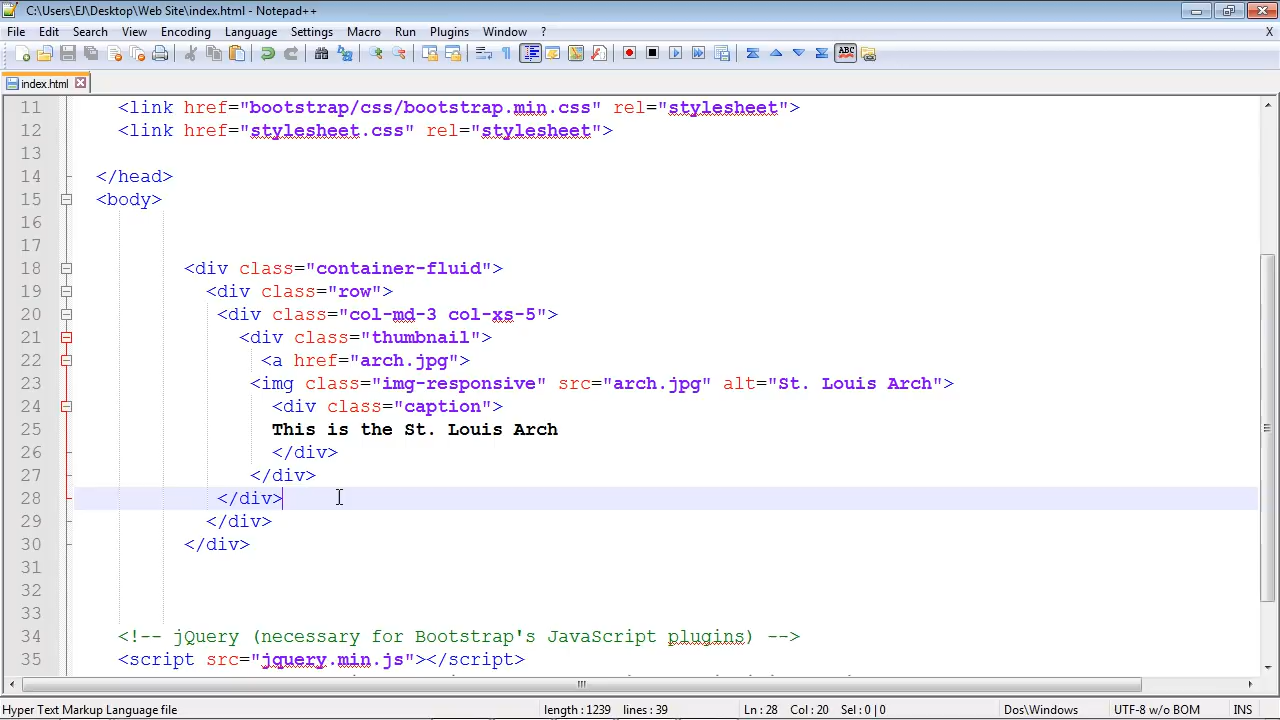 C:\Users\EJ\Desktop\Web Site\index.html - Notepad++
File Edit Search View Encoding Language Settings Macro Run Plugins Window ? X
ABC
index.html
11 <link href="bootstrap/css/bootstrap.min.css" rel="stylesheet">
12 <link href="stylesheet.css" rel="stylesheet">
13
14 </head>
15 <body>
16
17
18 <div class="container-fluid">
19 <div class="row">
20 <div class="col-md-3 col-xs-5">
21 <div class="thumbnail">
22 <a href="arch.jpg">
23 <img class="img-responsive" src="arch.jpg" alt="St. Louis Arch">
24 <div class="caption">
25 This is the St. Louis Arch
26 </div>
27 </div>
28 </div>
29 </div>
30 </div>
31
32
33
34 <!-- jQuery (necessary for Bootstrap's JavaScript plugins) -->
35 <script src="jquery.min.js"></script>
Hyper Text Markup Language file length : 1239 lines : 39 Ln : 28 Col : 20 Sel : 0 | 0 Dos\Windows UTF-8 w/o BOM INS